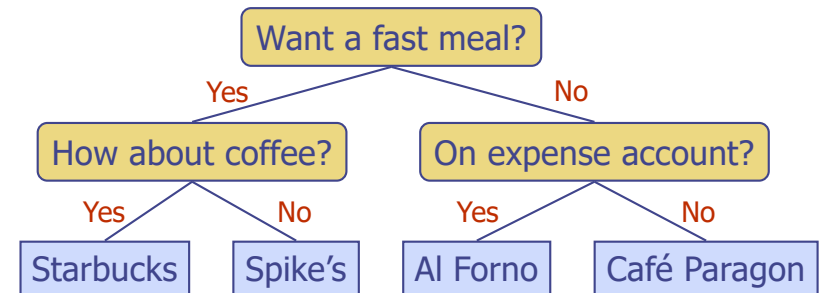 Want a fast meal?
Yes No
How about coffee? On expense account?
Yes No Yes No
Starbucks Spike’s Al Forno Café Paragon